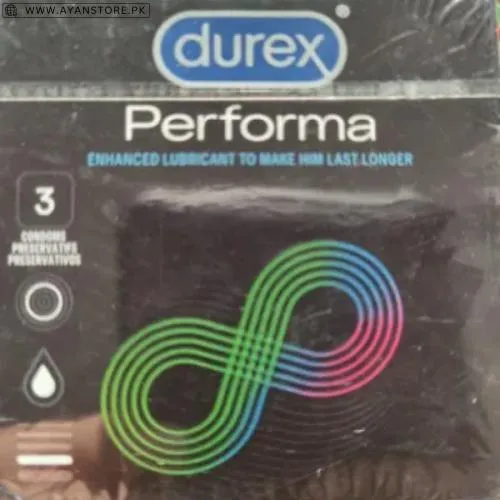 WWW.AYANSTORE.PK
durex®
Performa
ENHANCED LUBRICANT TO MAKE HIM LAST LONGER
3
CONDOMS
PRESERVATIFS
PRESERVATIVOS